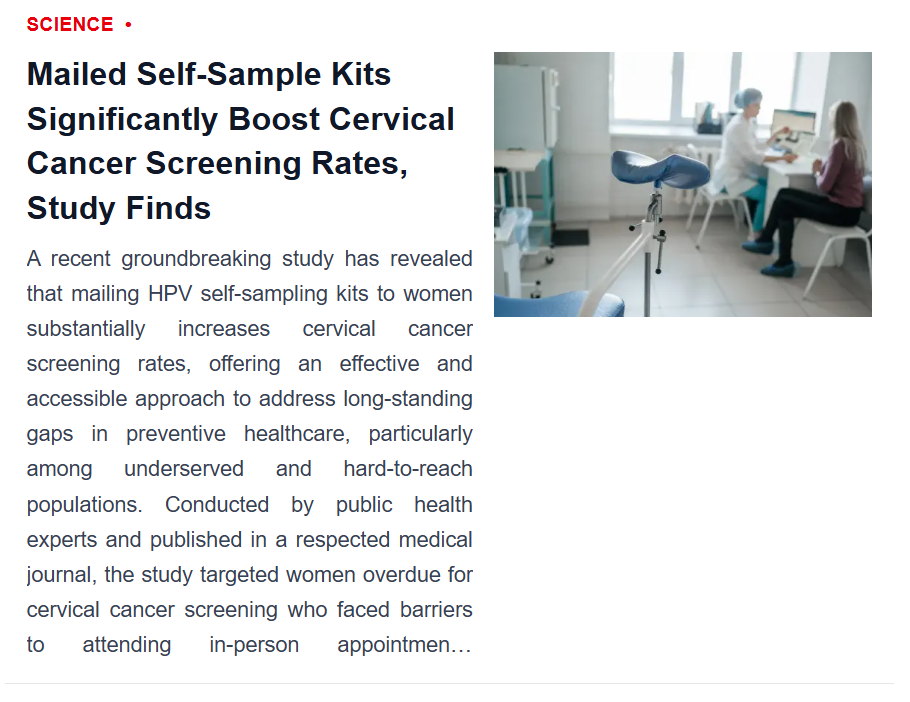 SCIENCE •
Mailed Self-Sample Kits
Significantly Boost Cervical
Cancer Screening Rates,
Study Finds
A recent groundbreaking study has revealed
that mailing HPV self-sampling kits to women
substantially increases cervical cancer
screening rates, offering an effective and
accessible approach to address long-standing
gaps in preventive healthcare, particularly
among underserved and hard-to-reach
populations. Conducted by public health
experts and published in a respected medical
journal, the study targeted women overdue for
cervical cancer screening who faced barriers
to attending in-person appointmen…